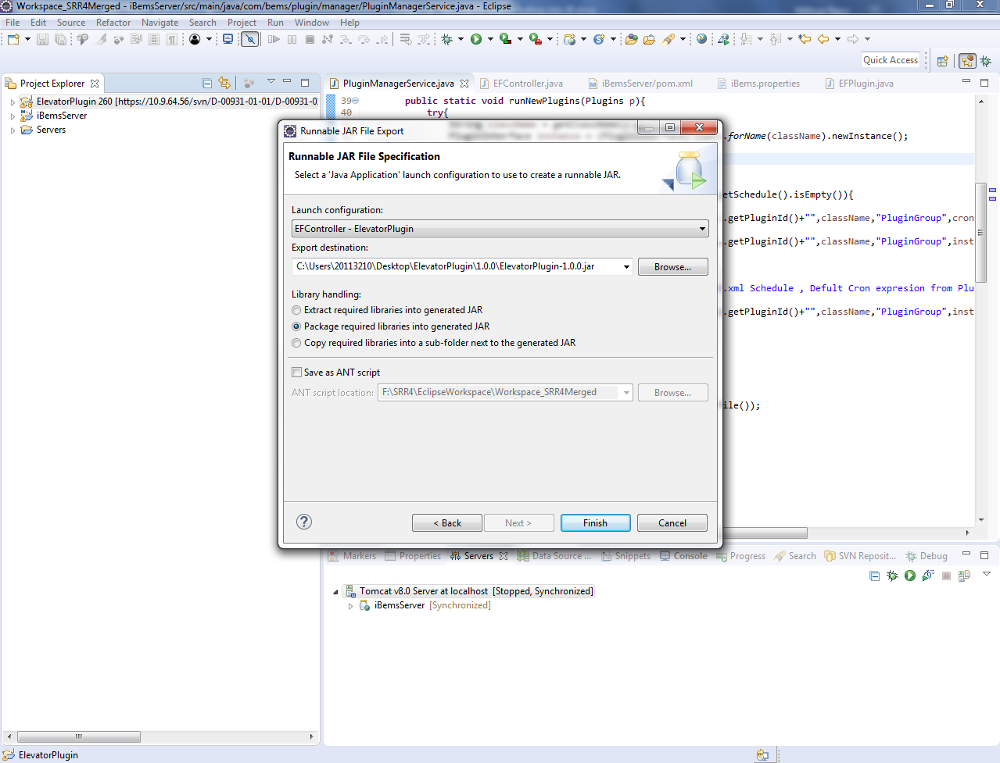 Workspace_SRR4Merged - iBemsServer/src/main/java/com/bems/plugin/manager/PluginManagerService.java - Eclipse
File Edit Source Refactor Navigate Search Project Run Window Help
Quick Access
Project Explorer
ElevatorPlugin 260 [https://10.9.64.56/svn/D-00931-01-01/D-00931-0
iBemsServer
Servers
PluginManagerService.java EFController.java iBemsServer/pom.xml iBems.properties EFPlugin.java
39 public static void runNewPlugins(Plugins p){
40 try{
.forName(className).newInstance();
etSchedule().isEmpty()){
.getPluginId()+"",className,"PluginGroup",cron
.getPluginId()+"",className,"PluginGroup",inst
.xml Schedule , Defult Cron expresion from Plu
.getPluginId()+"",className,"PluginGroup",inst
ile());
Runnable JAR File Export
Runnable JAR File Specification
Select a 'Java Application' launch configuration to use to create a runnable JAR.
Launch configuration:
EFController - ElevatorPlugin
Export destination:
C:\Users\20113210\Desktop\ElevatorPlugin\1.0.0\ElevatorPlugin-1.0.0.jar
Browse...
Library handling:
Extract required libraries into generated JAR
Package required libraries into generated JAR
Copy required libraries into a sub-folder next to the generated JAR
Save as ANT script
ANT script location: F:\SRR4\EclipseWorkspace\Workspace_SRR4Merged Browse...
< Back Next > Finish Cancel
Markers Properties Servers Data Source ... Snippets Console Progress Search SVN Reposit... Debug
Tomcat v8.0 Server at localhost [Stopped, Synchronized]
iBemsServer [Synchronized]
ElevatorPlugin